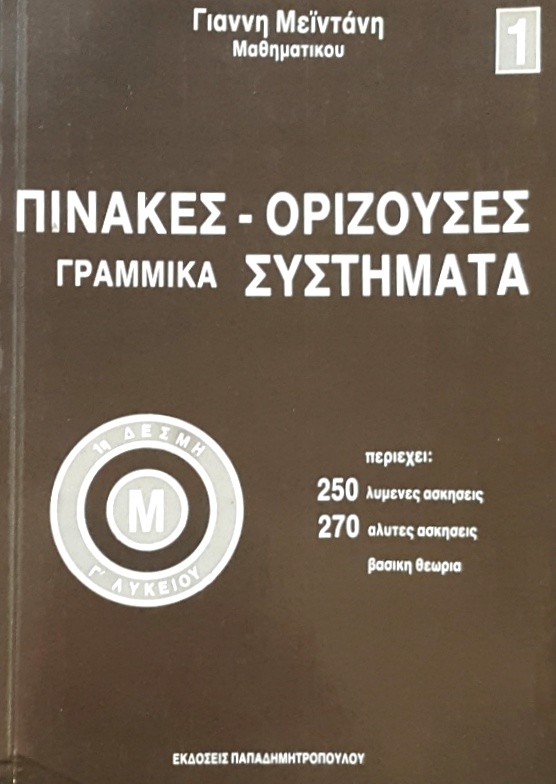 Γιαννη Μεϊντάνη
Μαθηματικου
1
ΠΙΝΑΚΕΣ - ΟΡΙΖΟΥΣΕΣ
ΓΡΑΜΜΙΚΑ ΣΥΣΤΗΜΑΤΑ
1η ΔΕΣΜΗ
Μ
Γ' ΛΥΚΕΙΟΥ
περιεχει:
250 λυμενες ασκησεις
270 αλυτες ασκησεις
βασικη θεωρια
ΕΚΔΟΣΕΙΣ ΠΑΠΑΔΗΜΗΤΡΟΠΟΥΛΟΥ